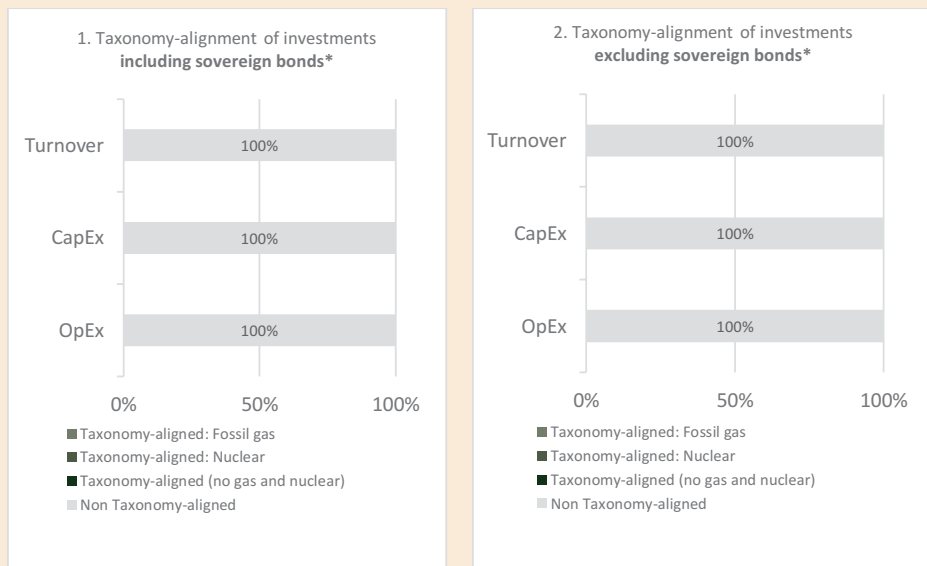 1. Taxonomy-alignment of investments
including sovereign bonds*
Turnover
100%
CapEx
100%
OpEx
100%
0%
50%
100%
Taxonomy-aligned: Fossil gas
Taxonomy-aligned: Nuclear
Taxonomy-aligned (no gas and nuclear)
Non Taxonomy-aligned
2. Taxonomy-alignment of investments
excluding sovereign bonds*
Turnover
100%
CapEx
100%
OpEx
100%
0%
50%
100%
Taxonomy-aligned: Fossil gas
Taxonomy-aligned: Nuclear
Taxonomy-aligned (no gas and nuclear)
Non Taxonomy-aligned